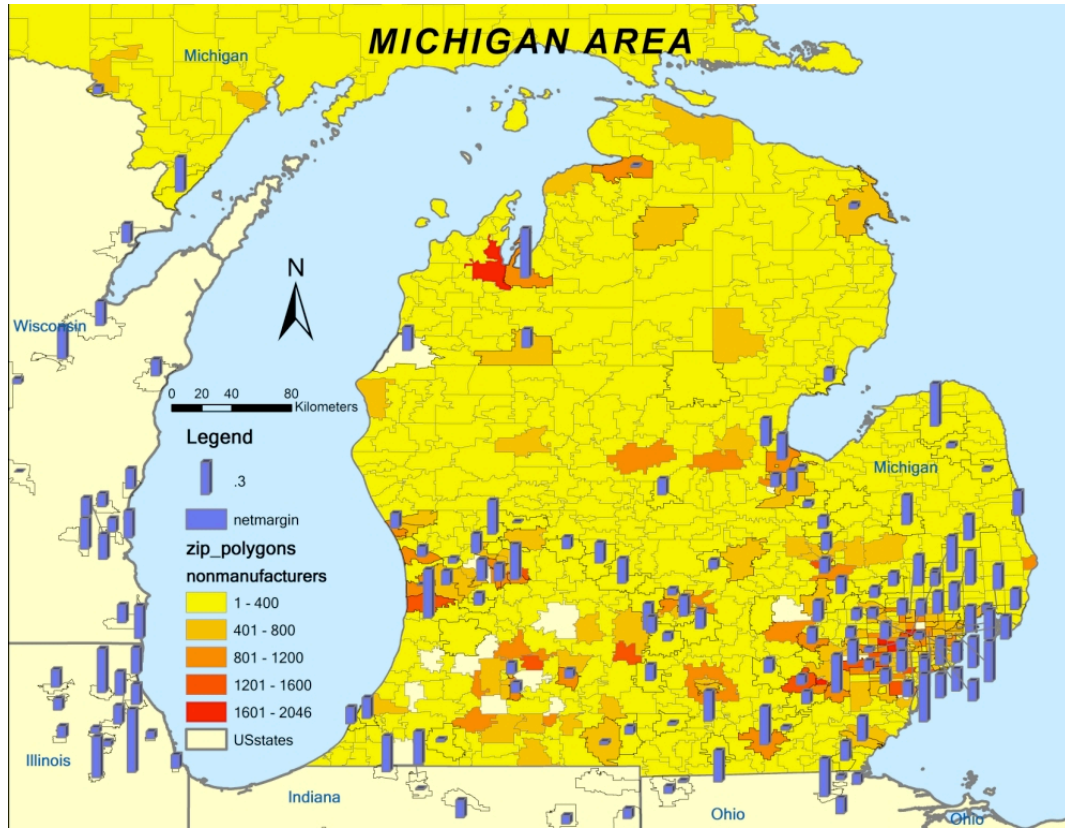 MICHIGAN AREA
Michigan
N
Wisconsin
0 20 40 80
Kilometers
Legend
.3
netmargin
zip_polygons
nonmanufacturers
1 - 400
401 - 800
801 - 1200
1201 - 1600
1601 - 2046
USstates
Michigan
Illinois
Indiana
Ohio
Ohio